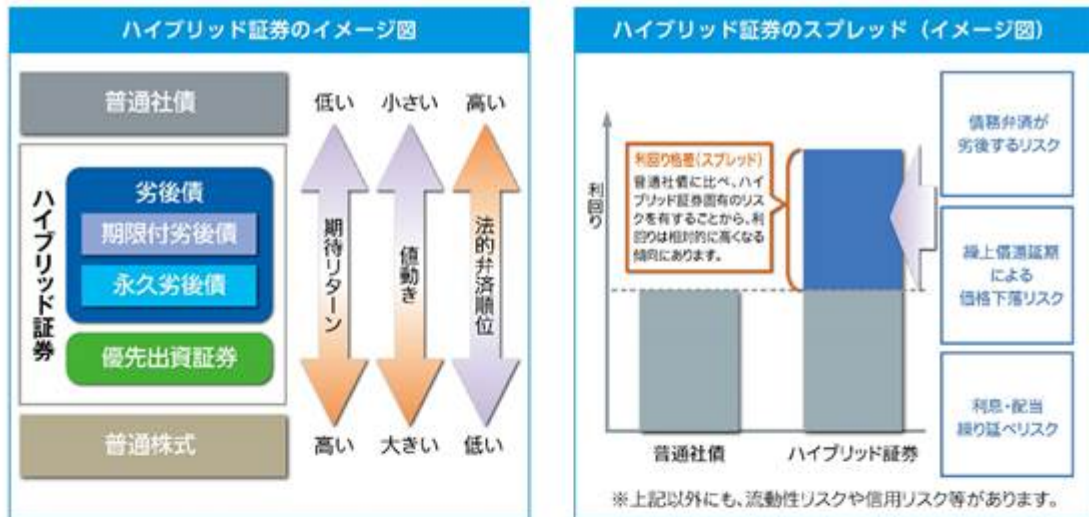 ハイブリッド証券のイメージ図
普通社債
ハイブリッド証券
劣後債
期限付劣後債
永久劣後債
優先出資証券
普通株式
低い
小さい
高い
期待リターン
値動き
法的弁済順位
高い
大きい
低い
ハイブリッド証券のスプレッド（イメージ図）
利回り
利回り格差（スプレッド）
普通社債に比べ、ハイ
ブリッド証券固有のリス
クを有することから、利
回りは相対的に高くなる
傾向にあります。
普通社債
ハイブリッド証券
債務弁済が
劣後するリスク
繰上償還延期
による
価格下落リスク
利息・配当
繰り延べリスク
※上記以外にも、流動性リスクや信用リスク等があります。